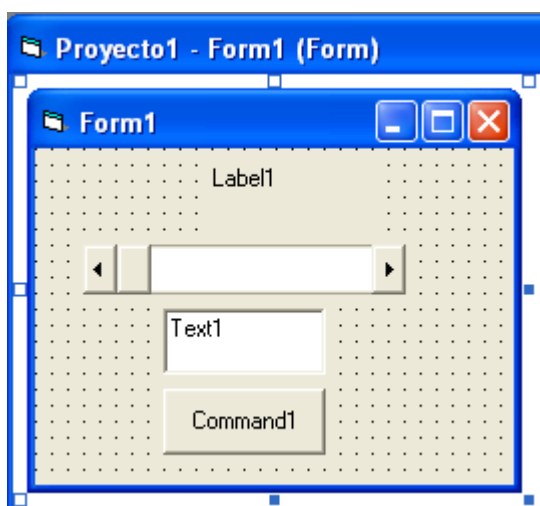 Proyecto1 - Form1 (Form)
Form1
Label1
Text1
Command1